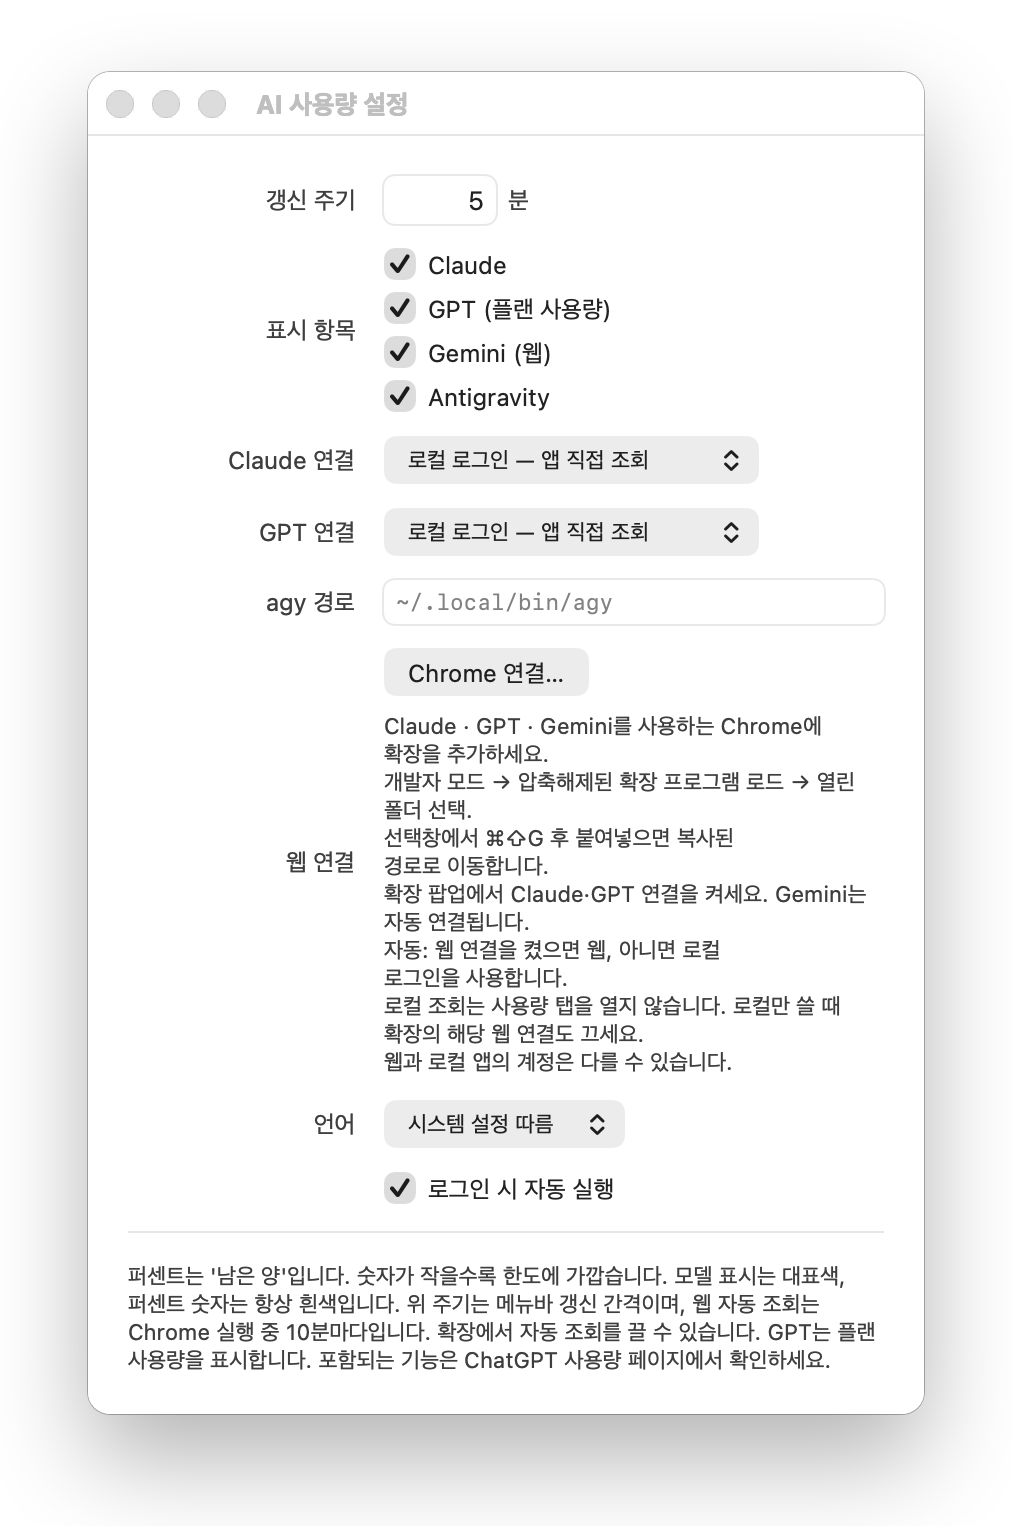 AI 사용량 설정
갱신 주기 5 분
표시 항목
Claude
GPT (플랜 사용량)
Gemini (웹)
Antigravity
Claude 연결 로컬 로그인 — 앱 직접 조회
GPT 연결 로컬 로그인 — 앱 직접 조회
agy 경로 ~/.local/bin/agy
Chrome 연결...
웹 연결
Claude · GPT · Gemini를 사용하는 Chrome에
확장을 추가하세요.
개발자 모드 → 압축해제된 확장 프로그램 로드 → 열린
폴더 선택.
선택창에서 ⌘⇧G 후 붙여넣으면 복사된
경로로 이동합니다.
확장 팝업에서 Claude·GPT 연결을 켜세요. Gemini는
자동 연결됩니다.
자동: 웹 연결을 켰으면 웹, 아니면 로컬
로그인을 사용합니다.
로컬 조회는 사용량 탭을 열지 않습니다. 로컬만 쓸 때
확장의 해당 웹 연결도 끄세요.
웹과 로컬 앱의 계정은 다를 수 있습니다.
언어 시스템 설정 따름
로그인 시 자동 실행
퍼센트는 '남은 양'입니다. 숫자가 작을수록 한도에 가깝습니다. 모델 표시는 대표색,
퍼센트 숫자는 항상 흰색입니다. 위 주기는 메뉴바 갱신 간격이며, 웹 자동 조회는
Chrome 실행 중 10분마다입니다. 확장에서 자동 조회를 끌 수 있습니다. GPT는 플랜
사용량을 표시합니다. 포함되는 기능은 ChatGPT 사용량 페이지에서 확인하세요.